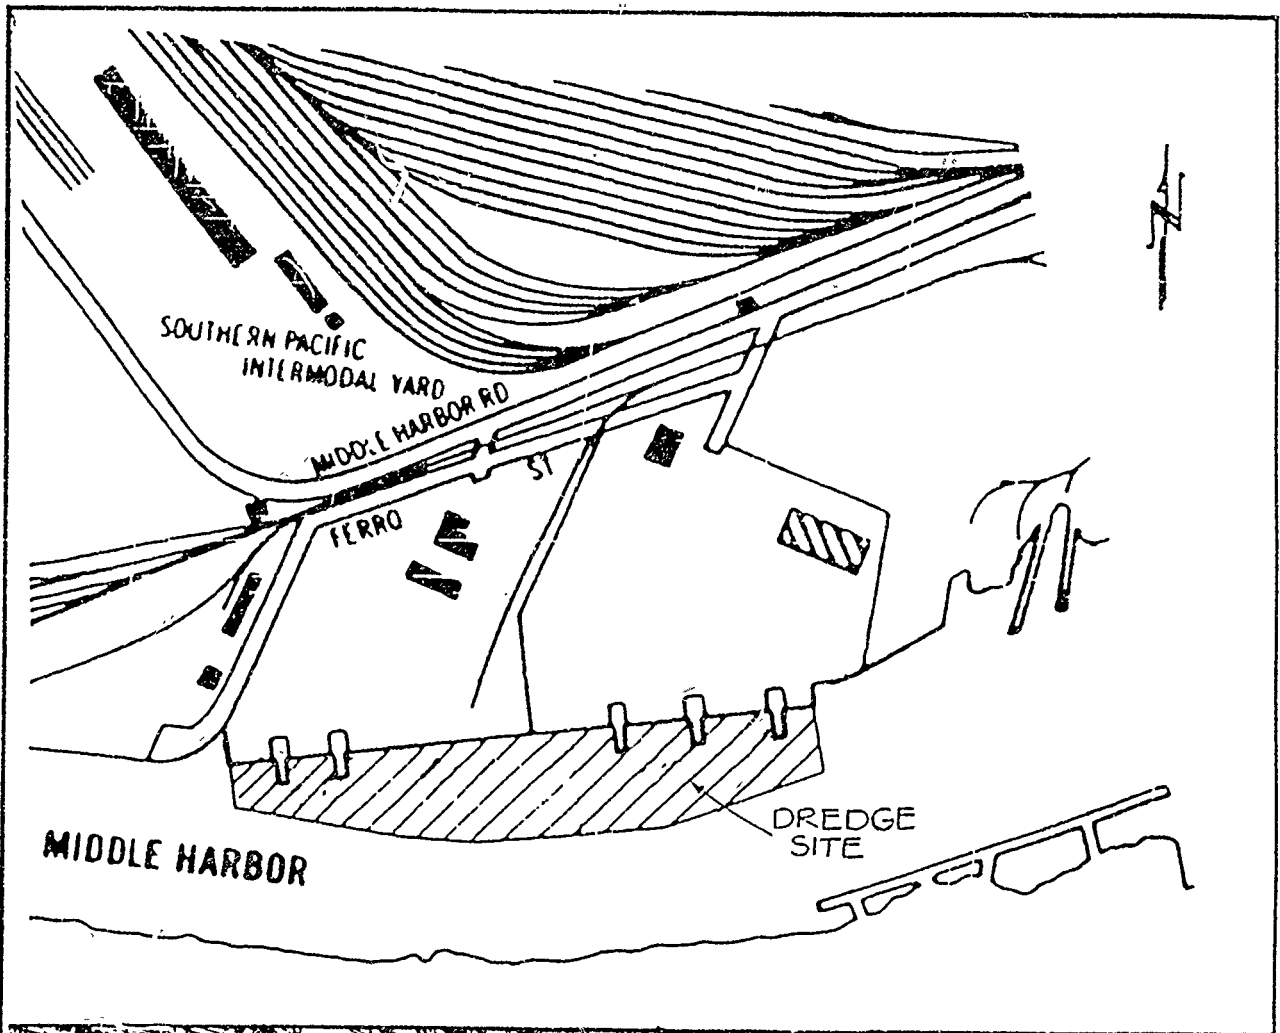 SOUTHERN PACIFIC
INTERMODAL YARD
MIDDLE HARBOR RD
FERRO ST
DREDGE
SITE
MIDDLE HARBOR